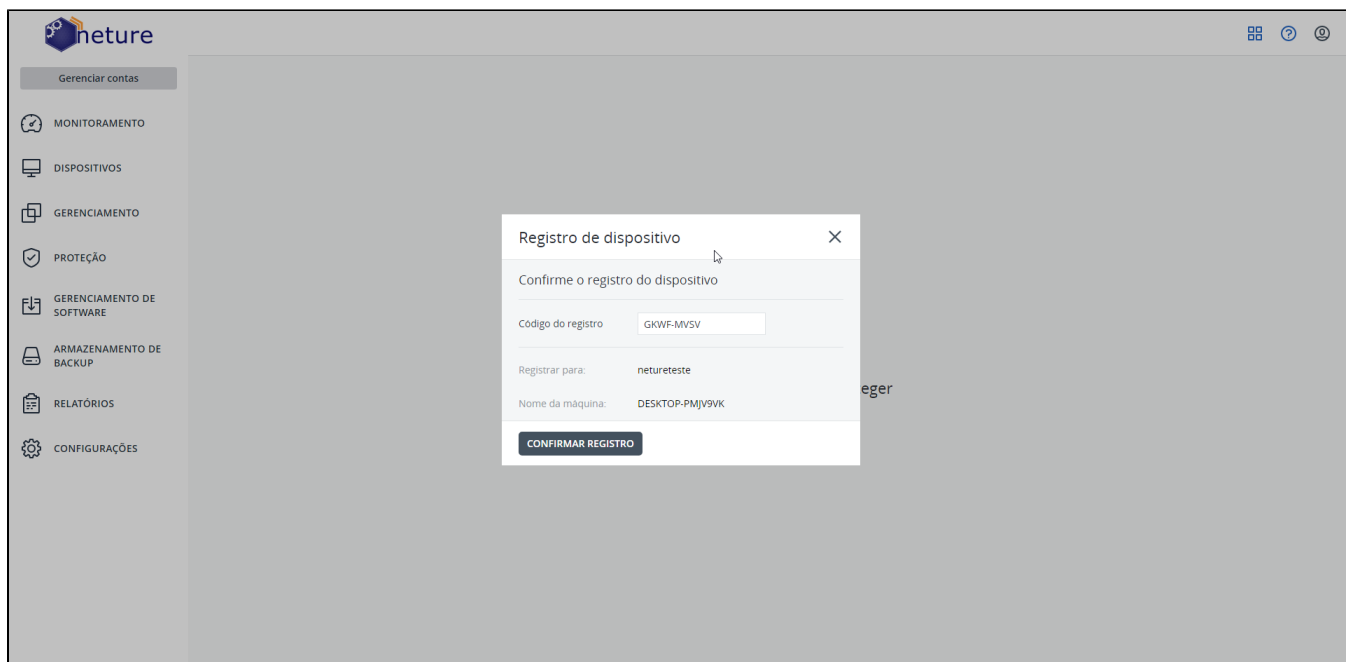 neture
Gerenciar contas
MONITORAMENTO
DISPOSITIVOS
GERENCIAMENTO
PROTEÇÃO
GERENCIAMENTO DE
SOFTWARE
ARMAZENAMENTO DE
BACKUP
RELATÓRIOS
CONFIGURAÇÕES
Registro de dispositivo
Confirme o registro do dispositivo
Código do registro GKWF-MVSV
Registrar para: netureteste
Nome da máquina: DESKTOP-PMJV9VK
CONFIRMAR REGISTRO
eger